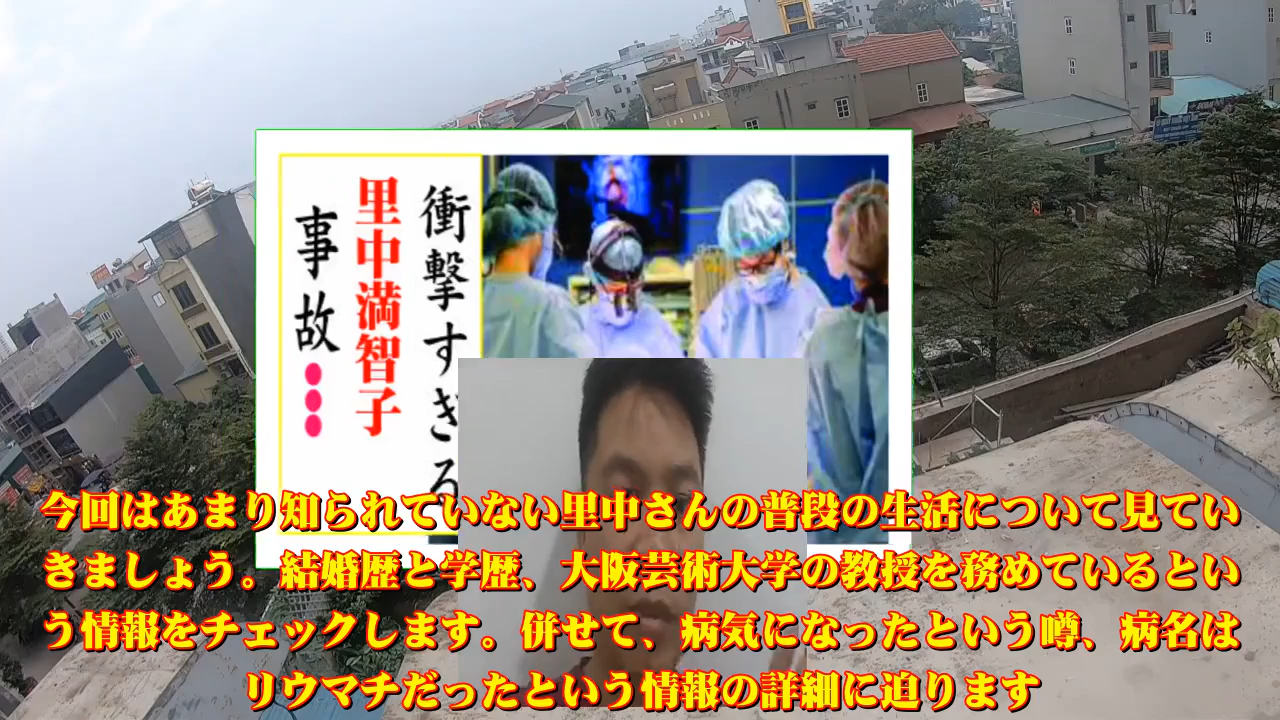 衝撃すぎる
里中満智子
事故●●●
今回はあまり知られていない里中さんの普段の生活について見てい
きましょう。結婚歴と学歴、大阪芸術大学の教授を務めているとい
う情報をチェックします。併せて、病気になったという噂、病名は
リウマチだったという情報の詳細に迫ります